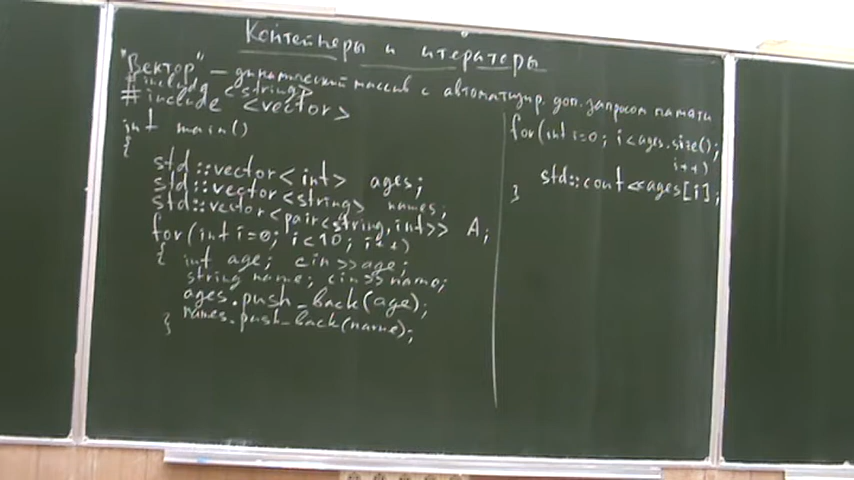 Контейнеры и итераторы
"Вектор" — динамический массив с автоматизир. доп. запросом памяти
#include <string>
#include <vector>
int main()
{
std::vector<int> ages;
std::vector<string> names;
std::vector<pair<string,int>> A;
for(int i=0; i<10; i++)
{ int age; cin>>age;
string name; cin>>name;
ages.push_back(age);
names.push_back(name);
}
for(int i=0; i<ages.size();
i++)
std::cout<<ages[i];
}